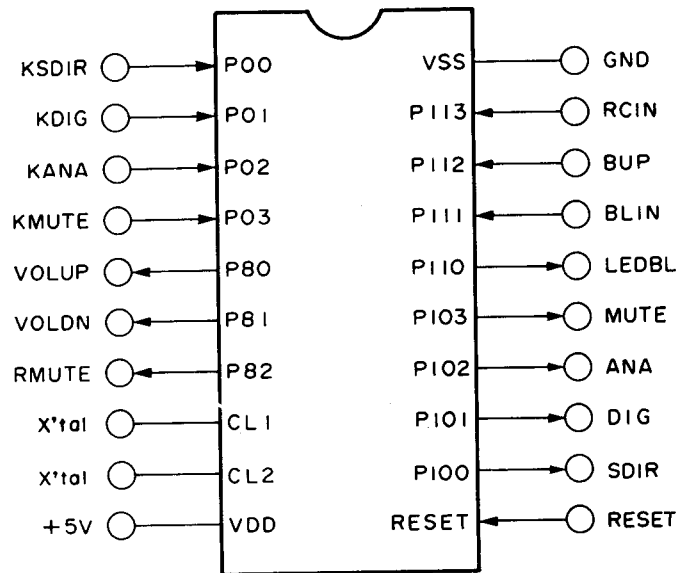 KSDIR P00 VSS GND
KDIG P01 P113 RCIN
KANA P02 P112 BUP
KMUTE P03 P111 BLIN
VOLUP P80 P110 LEDBL
VOLDN P81 P103 MUTE
RMUTE P82 P102 ANA
X'tal CL1 P101 DIG
X'tal CL2 P100 SDIR
+5V VDD RESET RESET